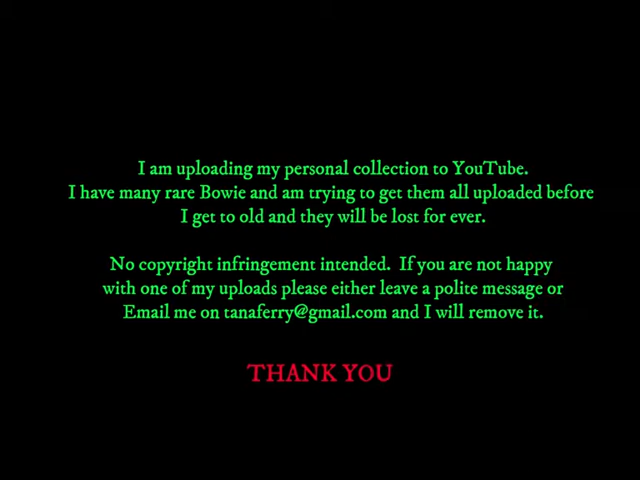 I am uploading my personal collection to YouTube.
I have many rare Bowie and am trying to get them all uploaded before
I get to old and they will be lost for ever.
No copyright infringement intended.  If you are not happy
with one of my uploads please either leave a polite message or
Email me on tanaferry@gmail.com and I will remove it.
THANK YOU